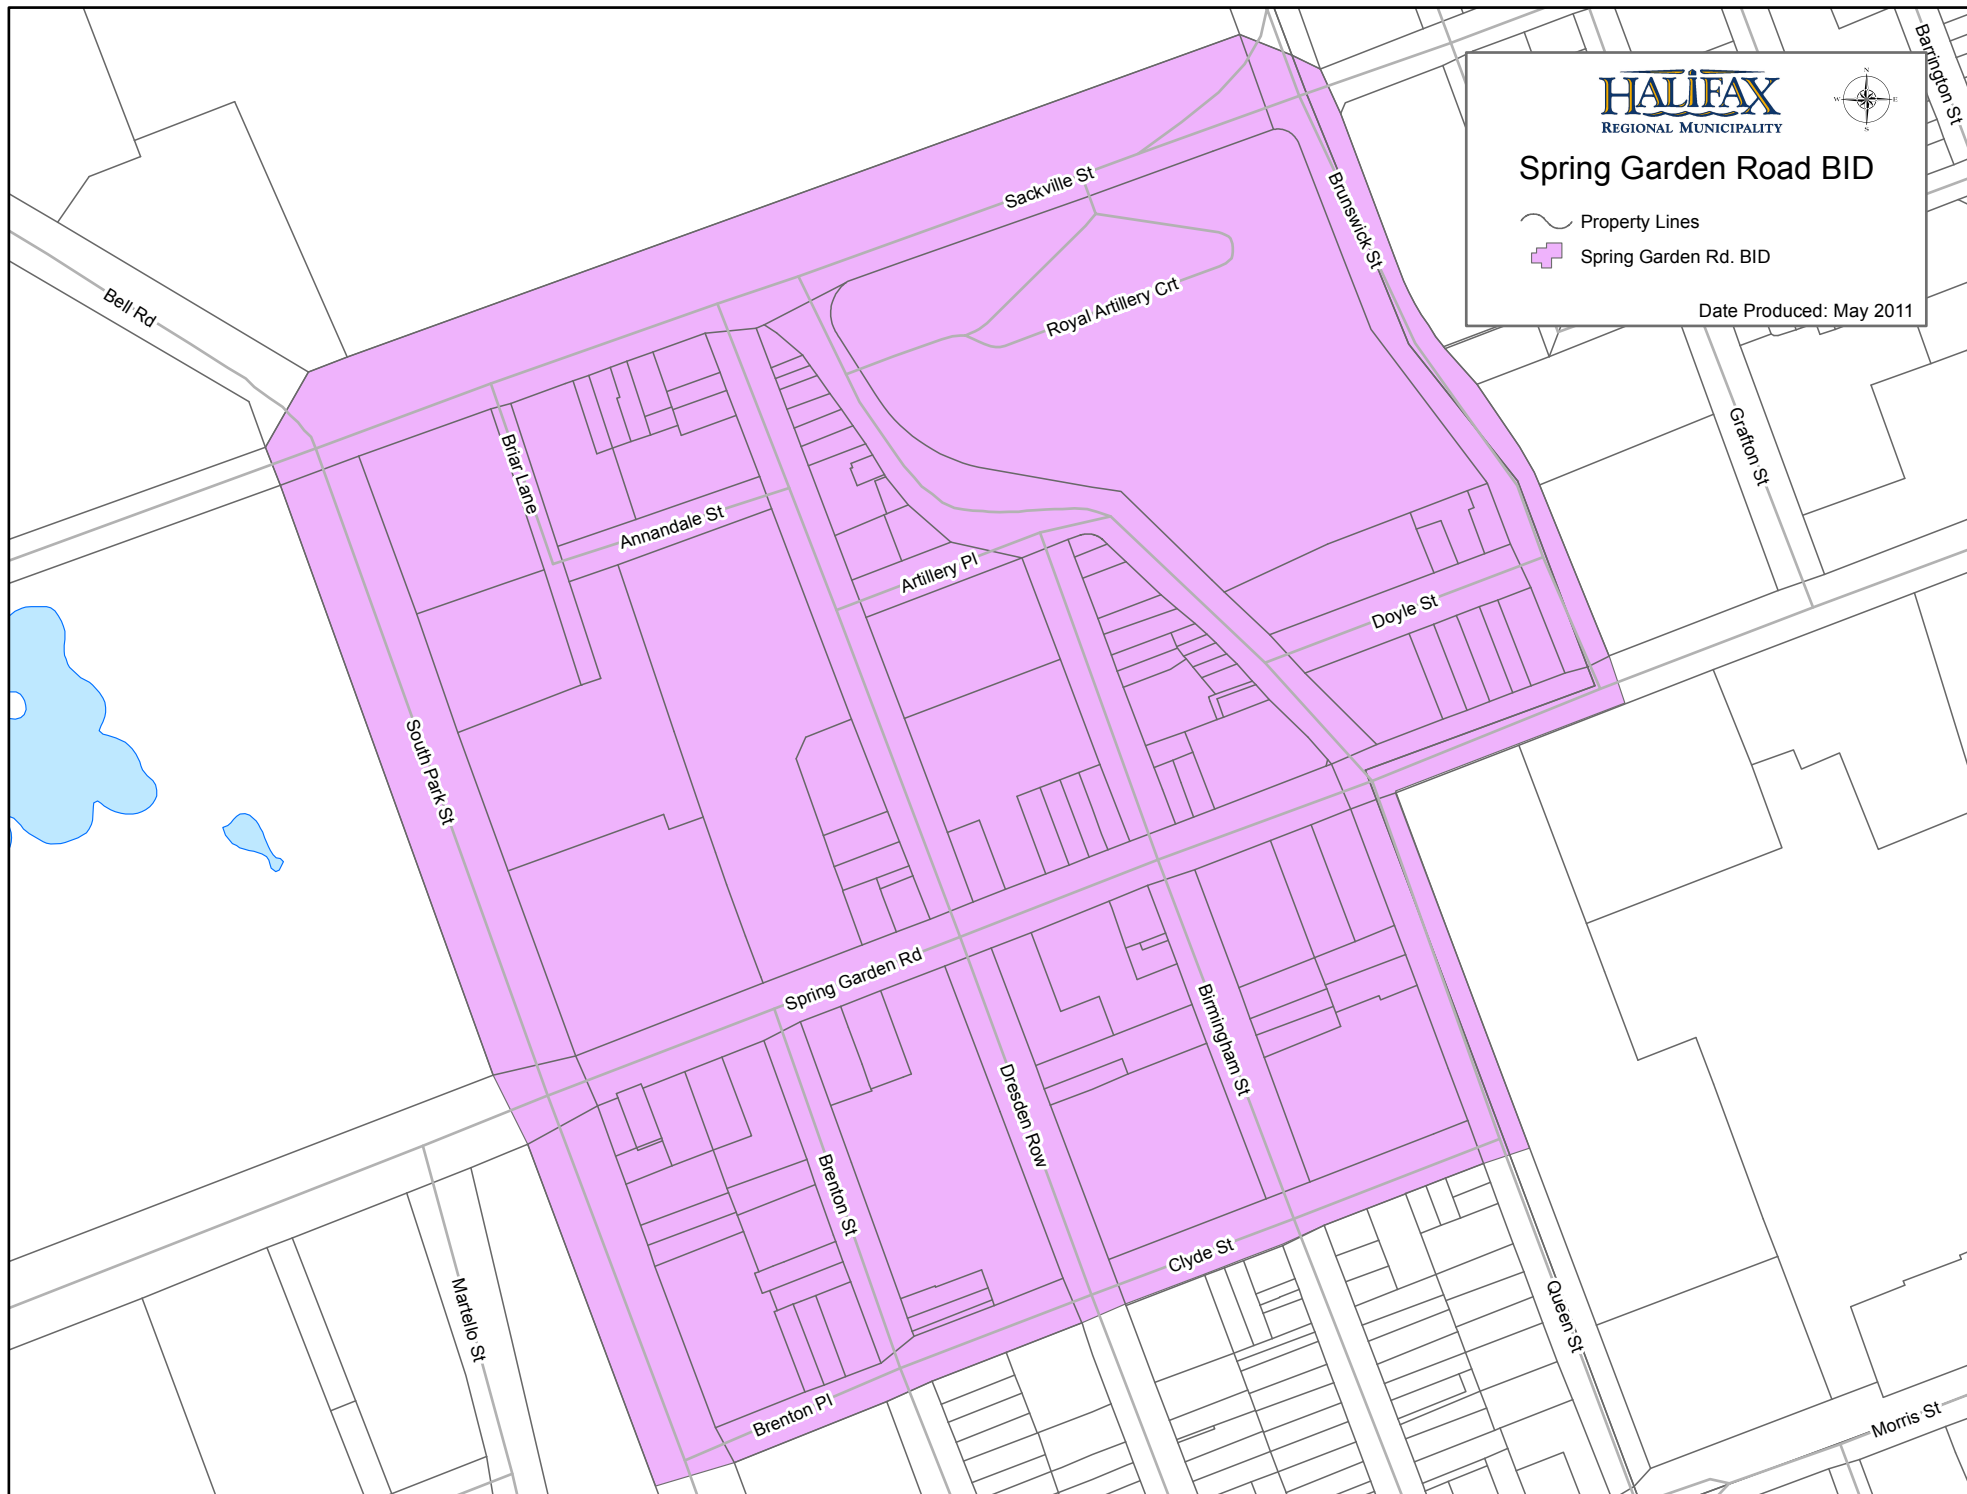 HALIFAX
REGIONAL MUNICIPALITY
N
W
E
S
Spring Garden Road BID
Property Lines
Spring Garden Rd. BID
Date Produced: May 2011
Barrington St
Sackville St
Brunswick St
Royal Artillery Crt
Bell Rd
Grafton St
Briar Lane
Annandale St
Artillery Pl
Doyle St
South Park St
Spring Garden Rd
Birmingham St
Dresden Row
Brenton St
Clyde St
Martello St
Queen St
Brenton Pl
Morris St